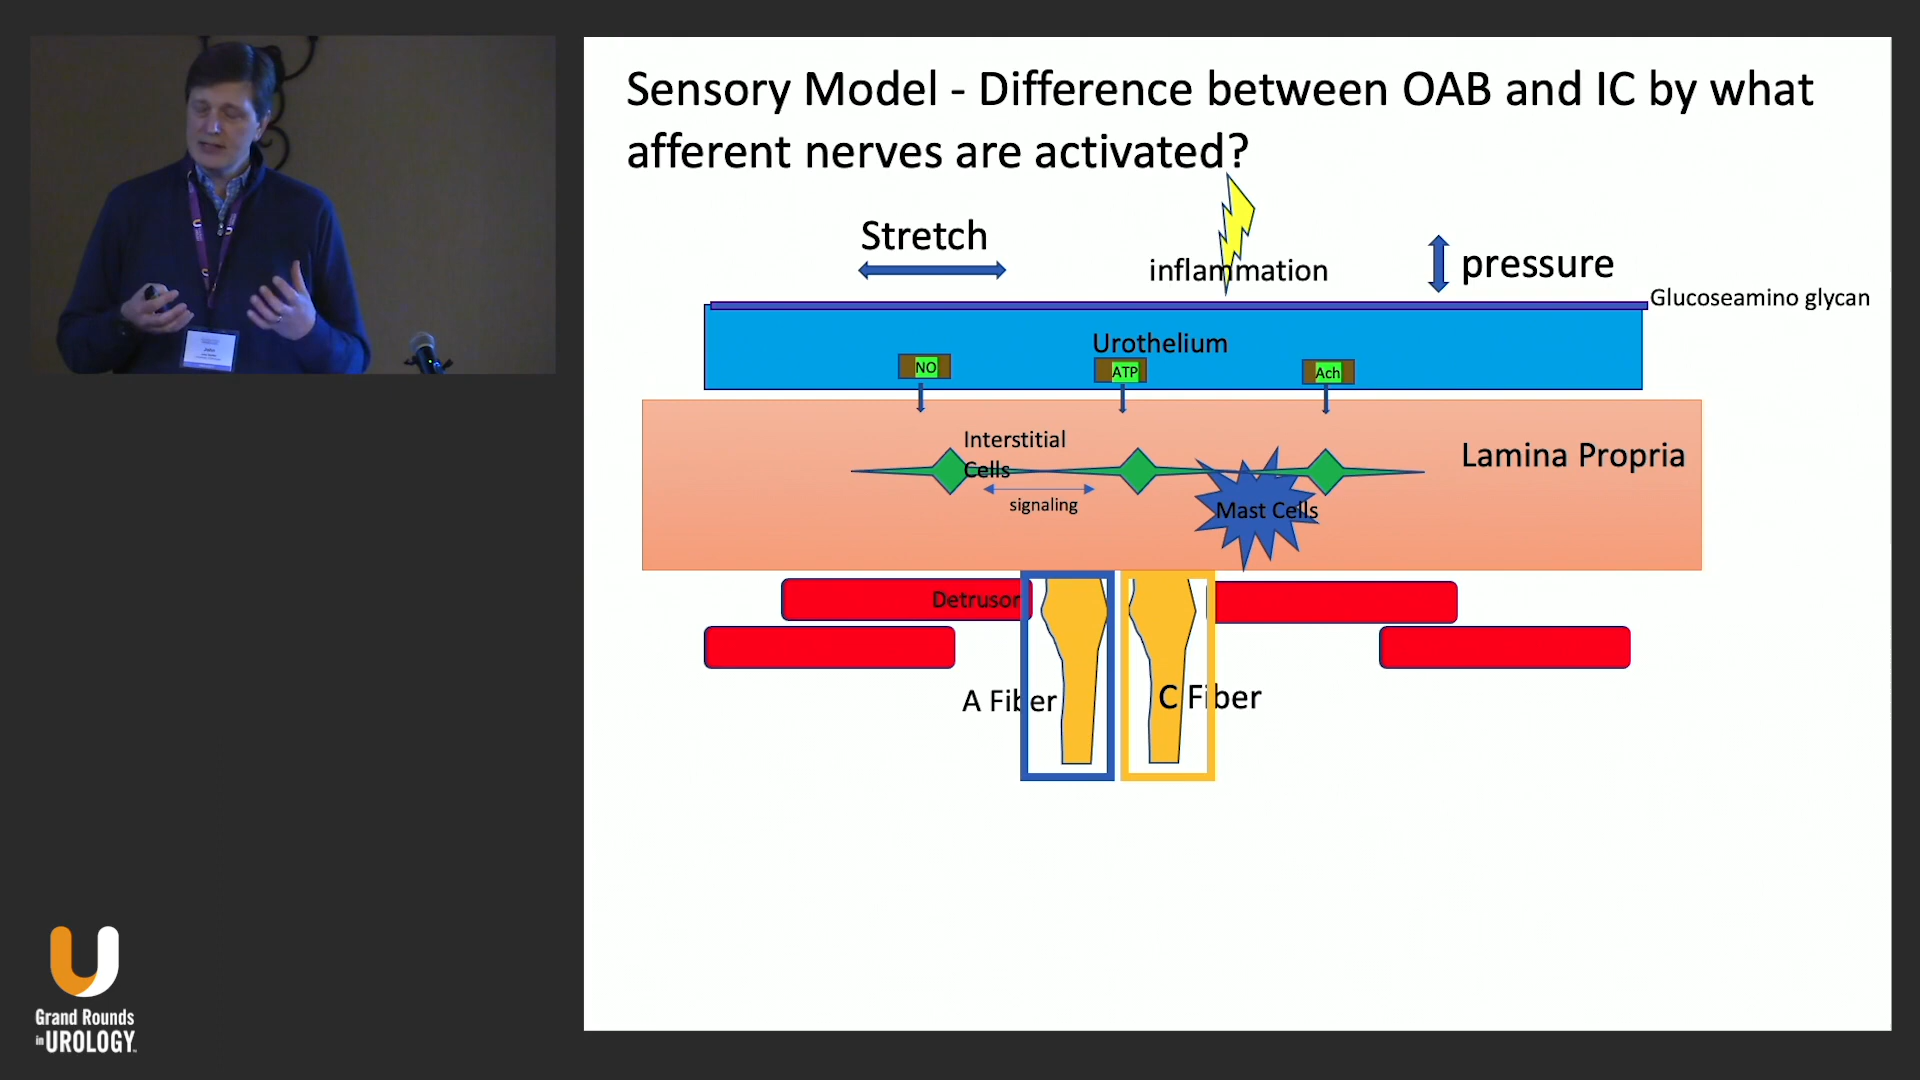 Sensory Model - Difference between OAB and IC by what
afferent nerves are activated?
Stretch
inflammation
pressure
Glucoseamino glycan
Urothelium
NO
ATP
Ach
Interstitial
Cells
signaling
Lamina Propria
Mast Cells
Detrusor
A Fiber
C Fiber
Grand Rounds
in UROLOGY